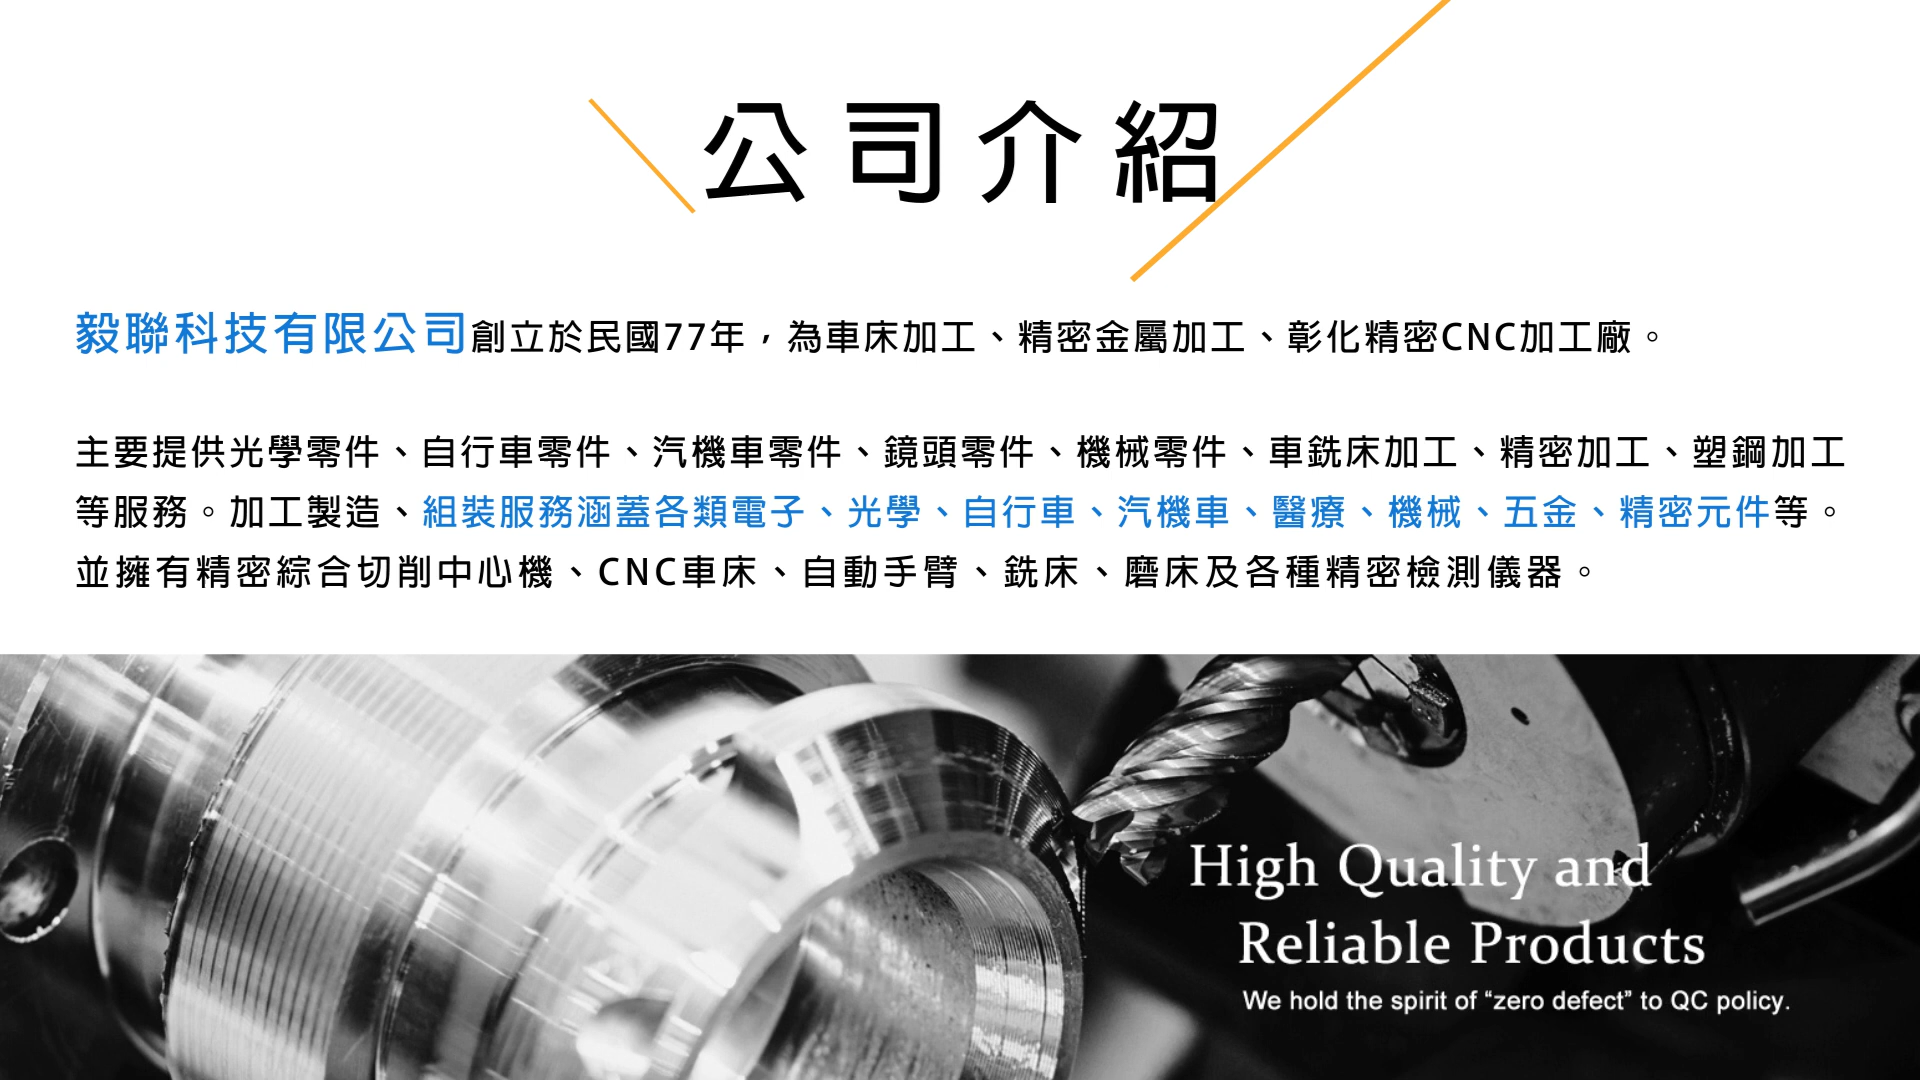 公司介紹
毅聯科技有限公司創立於民國77年，為車床加工、精密金屬加工、彰化精密CNC加工廠。
主要提供光學零件、自行車零件、汽機車零件、鏡頭零件、機械零件、車銑床加工、精密加工、塑鋼加工
等服務。加工製造、組裝服務涵蓋各類電子、光學、自行車、汽機車、醫療、機械、五金、精密元件等。
並擁有精密綜合切削中心機、CNC車床、自動手臂、銑床、磨床及各種精密檢測儀器。
High Quality and
Reliable Products
We hold the spirit of “zero defect” to QC policy.